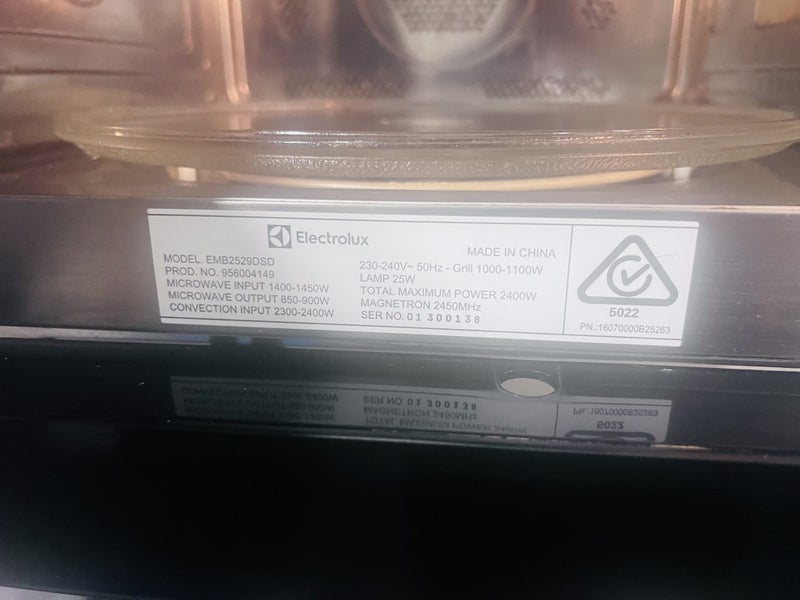 Electrolux
MADE IN CHINA
MODEL. EMB2529DSD
PROD. NO. 956004149
MICROWAVE INPUT 1400-1450W
MICROWAVE OUTPUT 850-900W
CONVECTION INPUT 2300-2400W
230-240V~ 50Hz - Grill 1000-1100W
LAMP 25W
TOTAL MAXIMUM POWER 2400W
MAGNETRON 2450MHz
SER NO. 01 300138
5022
PN.:16070000B25263